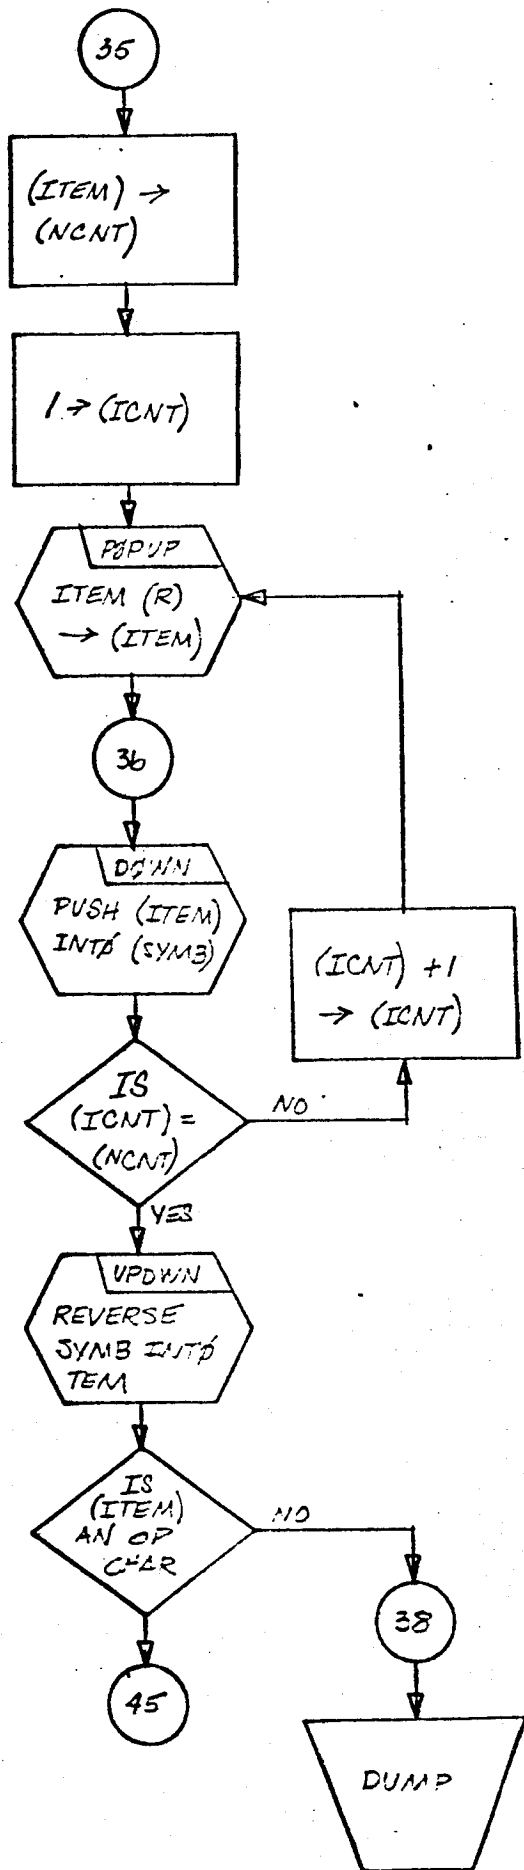 35
(ITEM) →
(NCNT)
1 → (ICNT)
PØPUP
ITEM (R)
→ (ITEM)
36
DØWN
PUSH (ITEM)
INTØ (SYMB)
(ICNT) +1
→ (ICNT)
IS
(ICNT) =
(NCNT)
NO
YES
UPDWN
REVERSE
SYMB INTØ
TEM
IS
(ITEM)
AN OP
CHAR
NO
38
45
DUMP